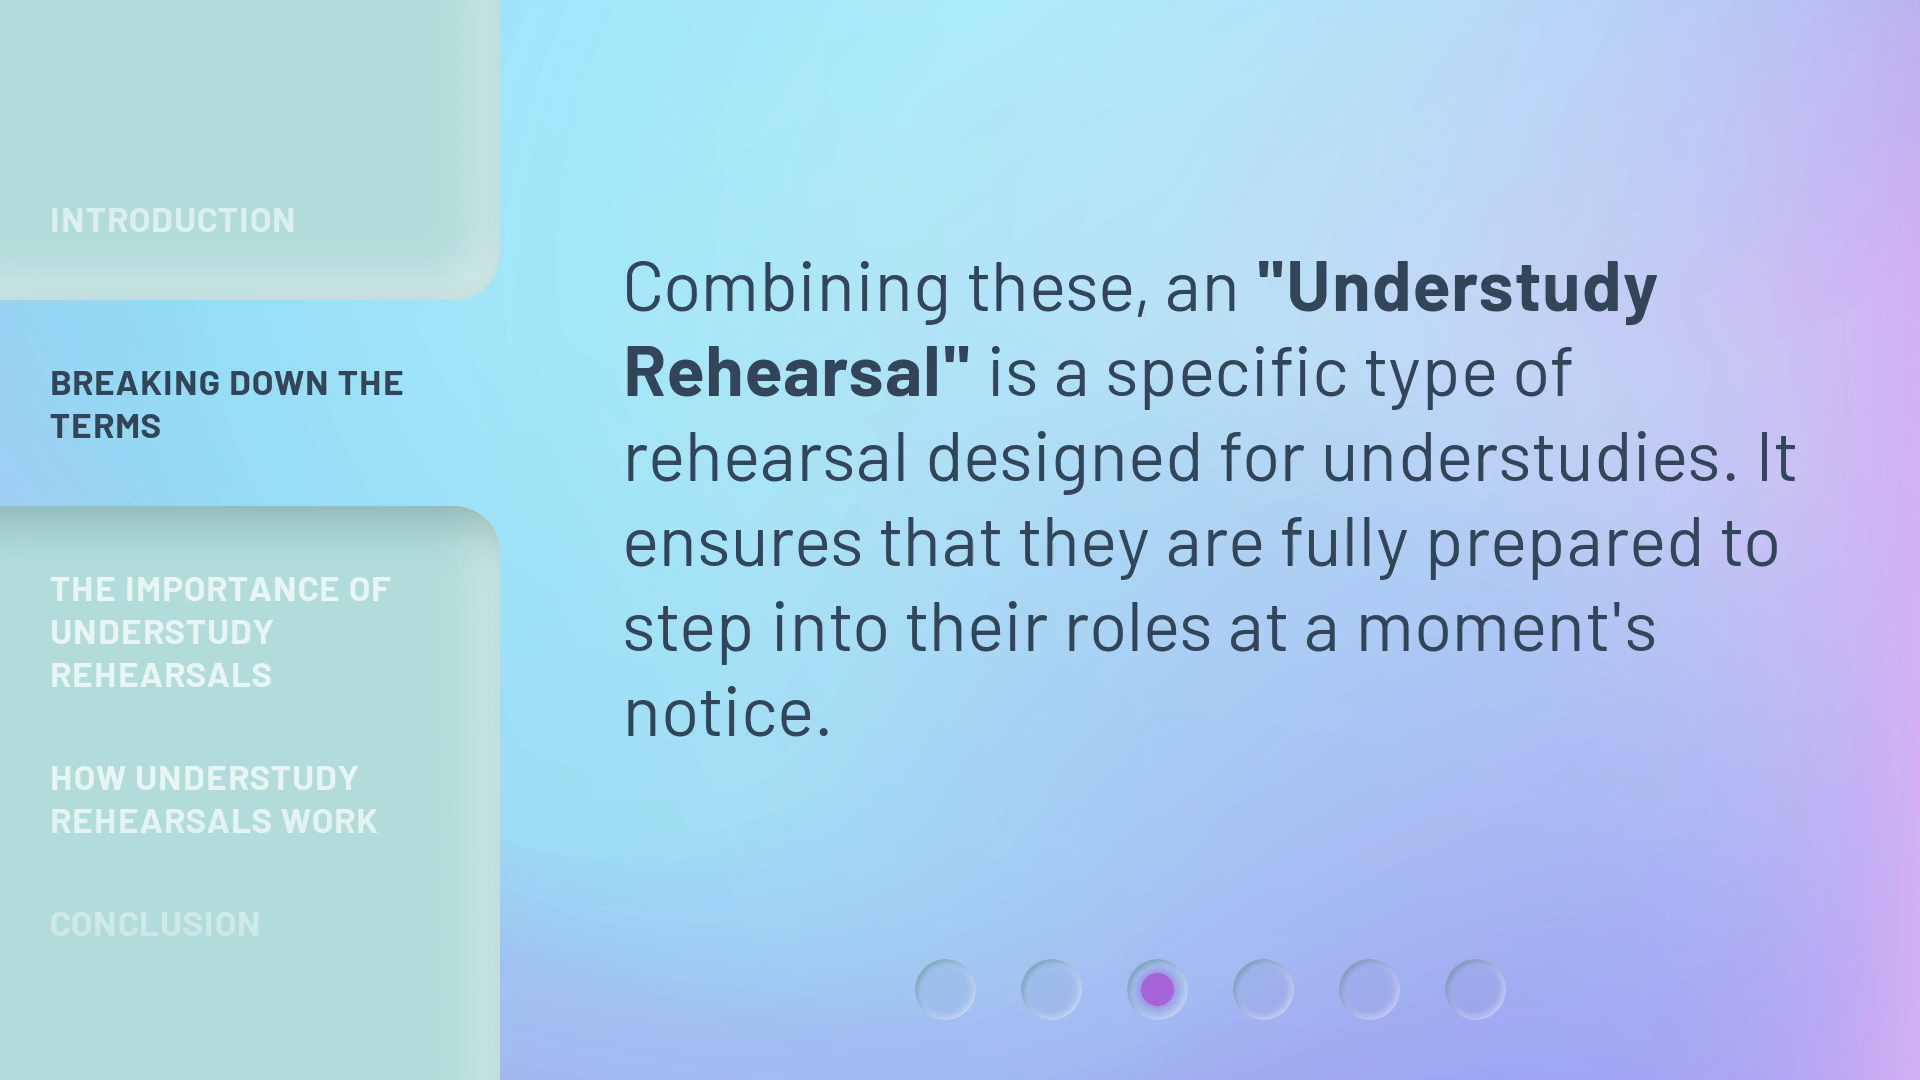 INTRODUCTION
BREAKING DOWN THE
TERMS
THE IMPORTANCE OF
UNDERSTUDY
REHEARSALS
HOW UNDERSTUDY
REHEARSALS WORK
CONCLUSION
Combining these, an "Understudy
Rehearsal" is a specific type of
rehearsal designed for understudies. It
ensures that they are fully prepared to
step into their roles at a moment's
notice.